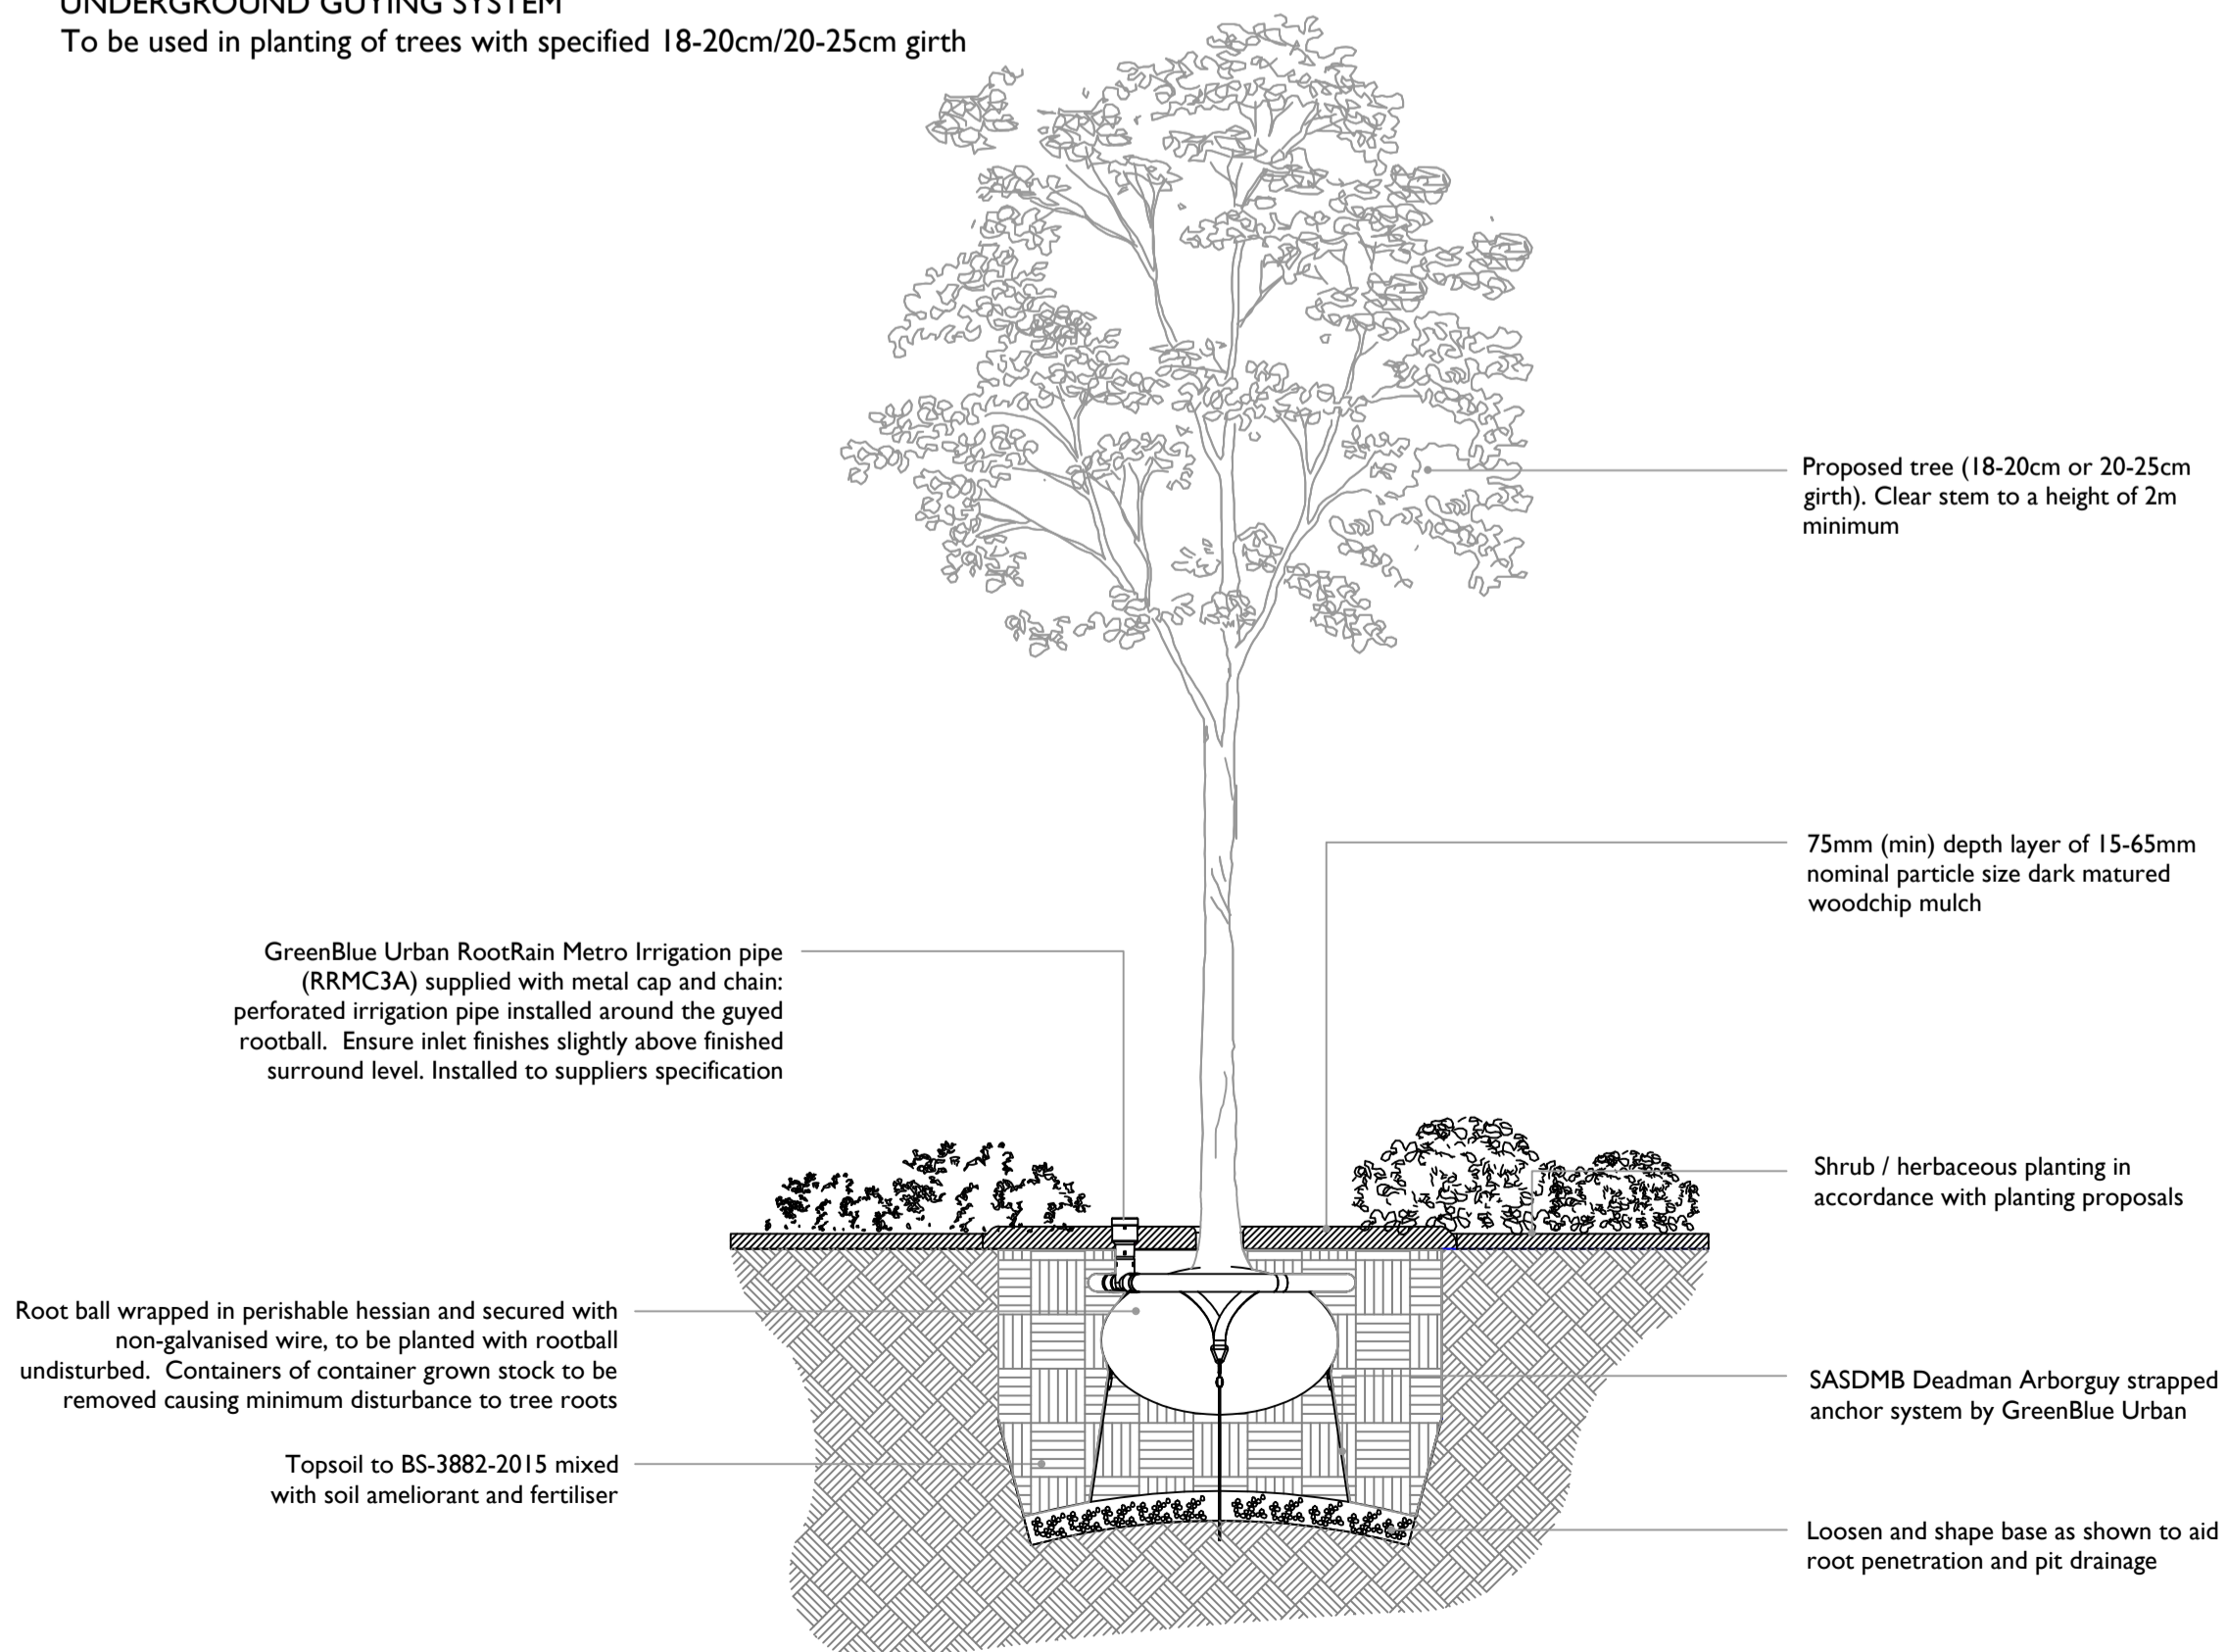 UNDERGROUND GUYING SYSTEM
To be used in planting of trees with specified 18-20cm/20-25cm girth
Proposed tree (18-20cm or 20-25cm
girth). Clear stem to a height of 2m
minimum
75mm (min) depth layer of 15-65mm
nominal particle size dark matured
woodchip mulch
GreenBlue Urban RootRain Metro Irrigation pipe
(RRMC3A) supplied with metal cap and chain:
perforated irrigation pipe installed around the guyed
rootball.  Ensure inlet finishes slightly above finished
surround level. Installed to suppliers specification
Shrub / herbaceous planting in
accordance with planting proposals
Root ball wrapped in perishable hessian and secured with
non-galvanised wire, to be planted with rootball
undisturbed.  Containers of container grown stock to be
removed causing minimum disturbance to tree roots
SASDMB Deadman Arborguy strapped
anchor system by GreenBlue Urban
Topsoil to BS-3882-2015 mixed
with soil ameliorant and fertiliser
Loosen and shape base as shown to aid
root penetration and pit drainage